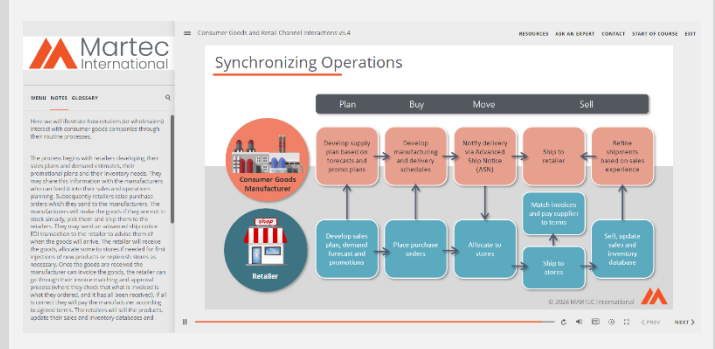 Martec
International
Consumer Goods and Retail Channel Interactions v5.4
RESOURCES ASK AN EXPERT CONTACT START OF COURSE EXIT
MENU NOTES GLOSSARY
Here we will illustrate how retailers (or wholesalers)
interact with consumer goods companies through
their routine processes.
The process begins with retailers developing their
sales plans and demand estimates, their
promotional plans and their inventory needs. They
may share this information with the manufacturers
who can feed it into their sales and operations
planning. Subsequently retailers raise purchase
orders which they send to the manufacturers. The
manufacturers will make the goods if they are not in
stock already, pick them and ship them to the
retailers. They may send an advanced ship notice
EDI transaction to the retailer to advise them of
when the goods will arrive. The retailer will receive
the goods, allocate some to stores if needed for first
injections of new products or replenish stores as
necessary. Once the goods are received the
manufacturer can invoice the goods, the retailer can
go through their invoice matching and approval
process (where they check that what is invoiced is
what they ordered, and it has all been received). If all
is correct they will pay the manufacturer according
to agreed terms. The retailers will sell the products,
update their sales and inventory databases and
Synchronizing Operations
Plan Buy Move Sell
Consumer Goods
Manufacturer
Develop supply
plan based on
forecasts and
promo plans
Develop
manufacturing
and delivery
schedules
Notify delivery
via Advanced
Ship Notice
(ASN)
Ship to
retailer
Refine
shipments
based on sales
experience
Match invoices
and pay suppliers
to terms
shop
Retailer
Develop sales
plan, demand
forecast and
promotions
Place purchase
orders
Allocate to
stores
Ship to
stores
Sell, update
sales and
inventory
database
© 2024 MARTEC International
< PREV NEXT >